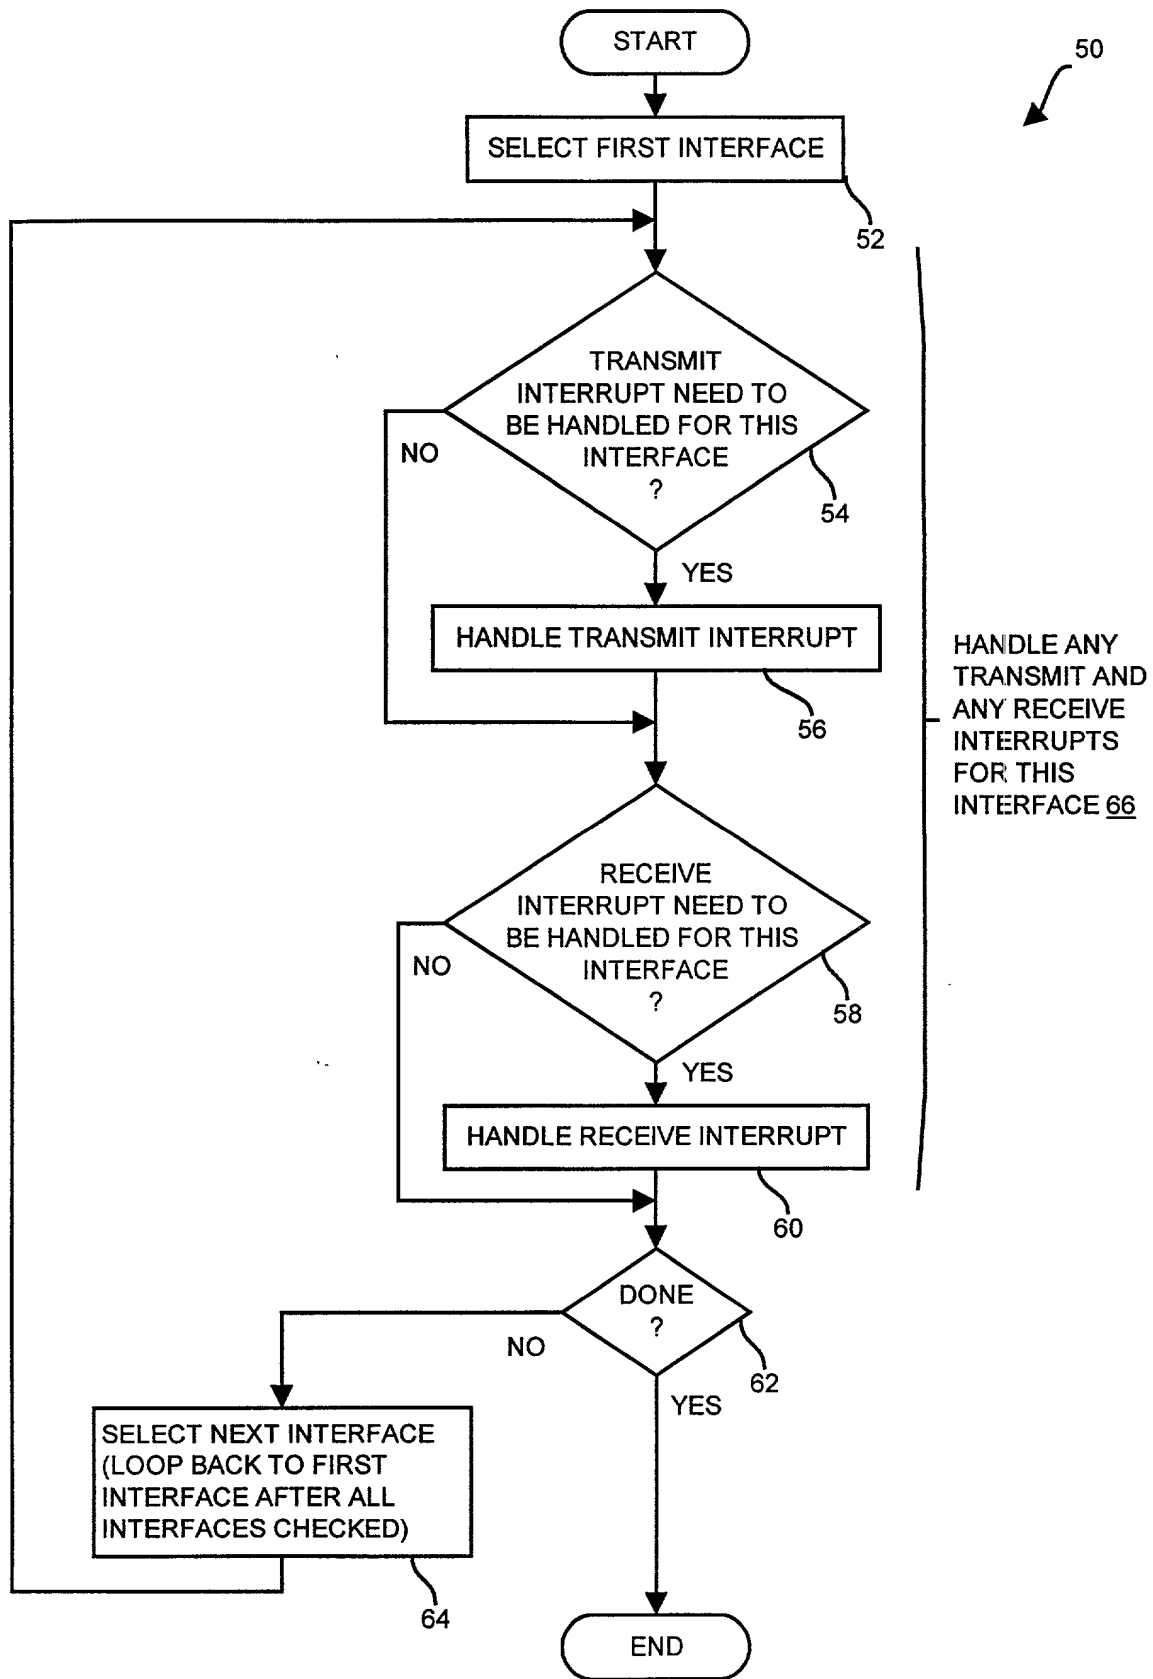 START
50
SELECT FIRST INTERFACE
52
TRANSMIT
INTERRUPT NEED TO
BE HANDLED FOR THIS
INTERFACE
?
NO
54
YES
HANDLE TRANSMIT INTERRUPT
56
HANDLE ANY
TRANSMIT AND
ANY RECEIVE
INTERRUPTS
FOR THIS
INTERFACE 66
RECEIVE
INTERRUPT NEED TO
BE HANDLED FOR THIS
INTERFACE
?
NO
58
YES
HANDLE RECEIVE INTERRUPT
60
DONE
?
NO
62
YES
SELECT NEXT INTERFACE
(LOOP BACK TO FIRST
INTERFACE AFTER ALL
INTERFACES CHECKED)
64
END